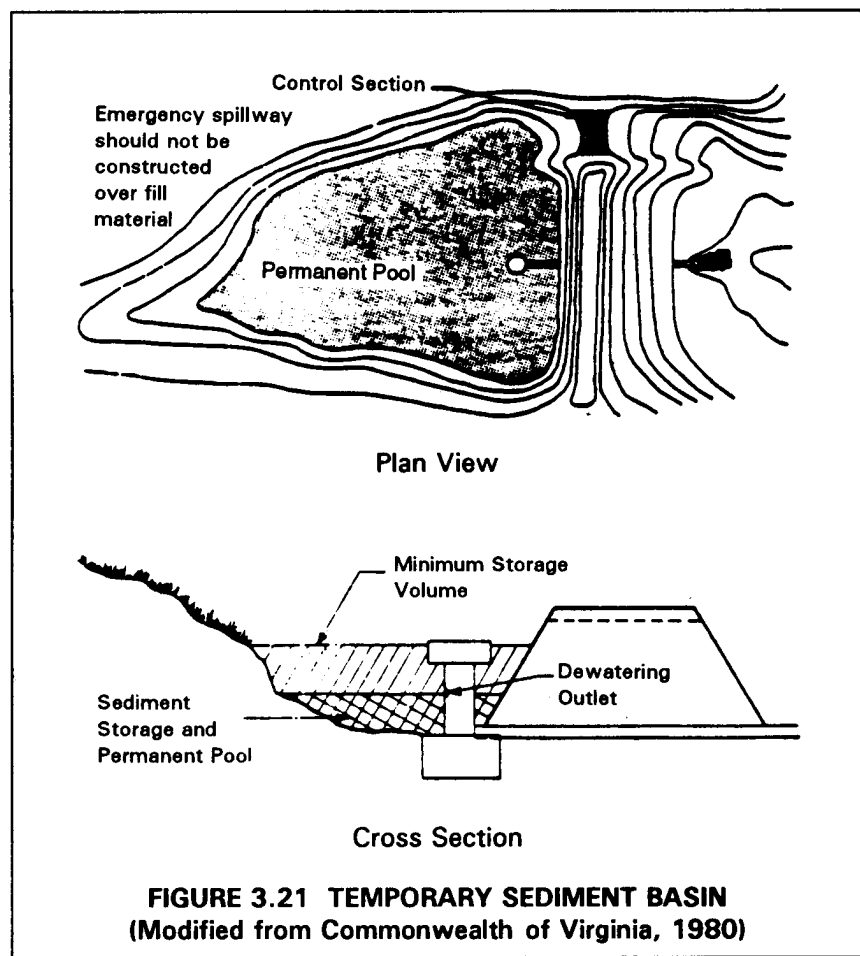 Control Section
Emergency spillway
should not be
constructed
over fill
material
Permanent Pool
Plan View
Minimum Storage
Volume
Dewatering
Outlet
Sediment
Storage and
Permanent Pool
Cross Section
FIGURE 3.21 TEMPORARY SEDIMENT BASIN
(Modified from Commonwealth of Virginia, 1980)